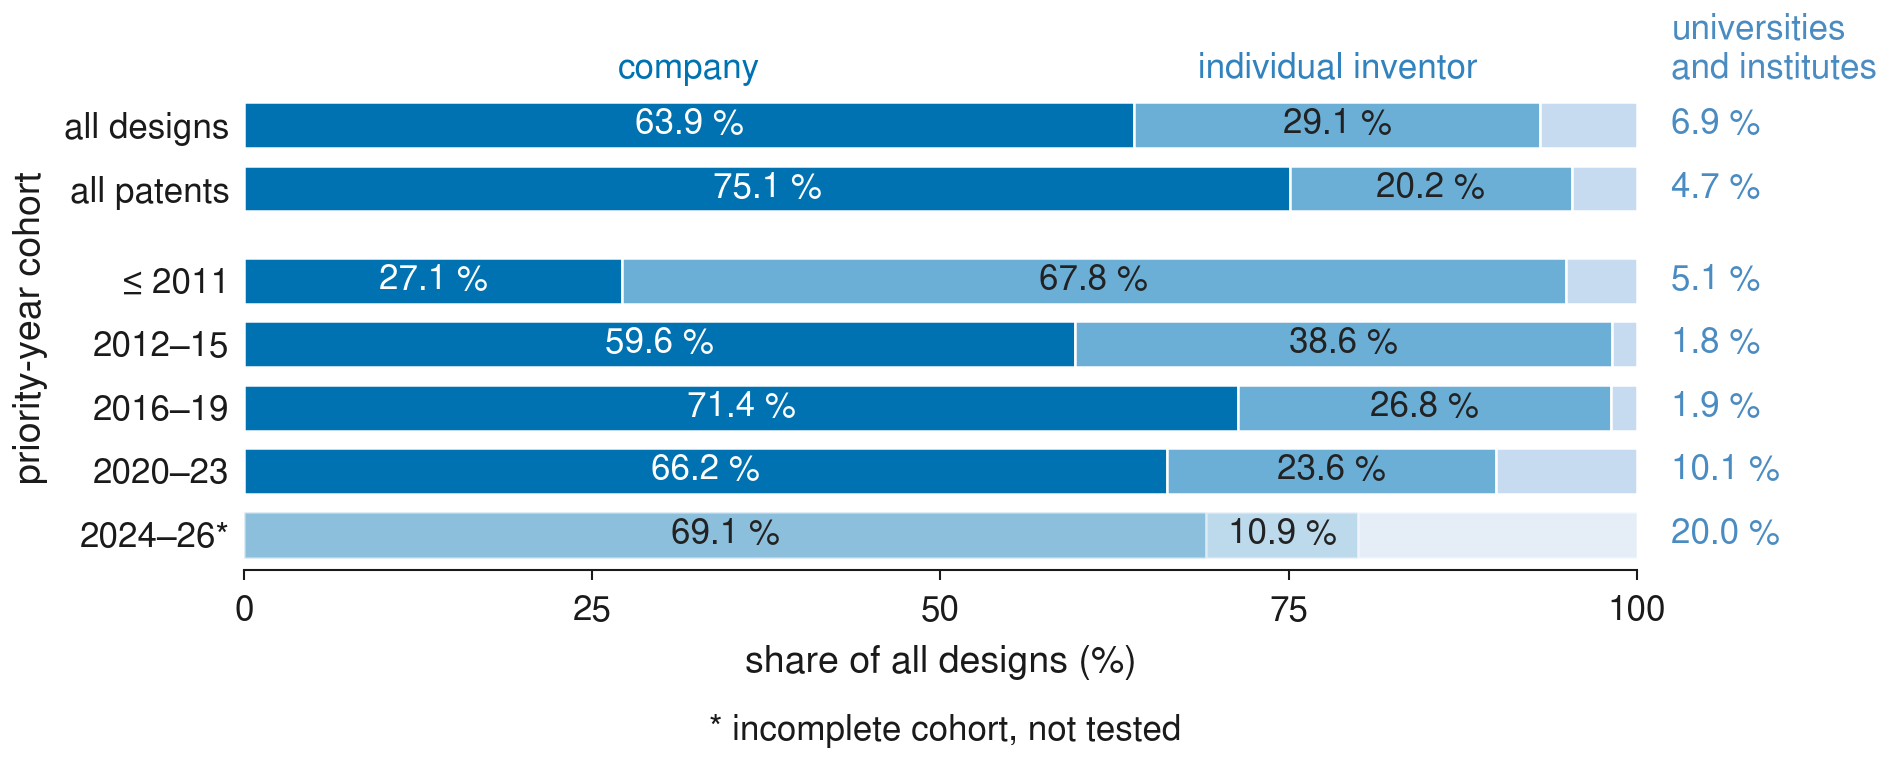 universities
and institutes
company
individual inventor
all designs 63.9 % 29.1 % 6.9 %
all patents 75.1 % 20.2 % 4.7 %
priority-year cohort
≤ 2011 27.1 % 67.8 % 5.1 %
2012–15 59.6 % 38.6 % 1.8 %
2016–19 71.4 % 26.8 % 1.9 %
2020–23 66.2 % 23.6 % 10.1 %
2024–26* 69.1 % 10.9 % 20.0 %
0 25 50 75 100
share of all designs (%)
* incomplete cohort, not tested